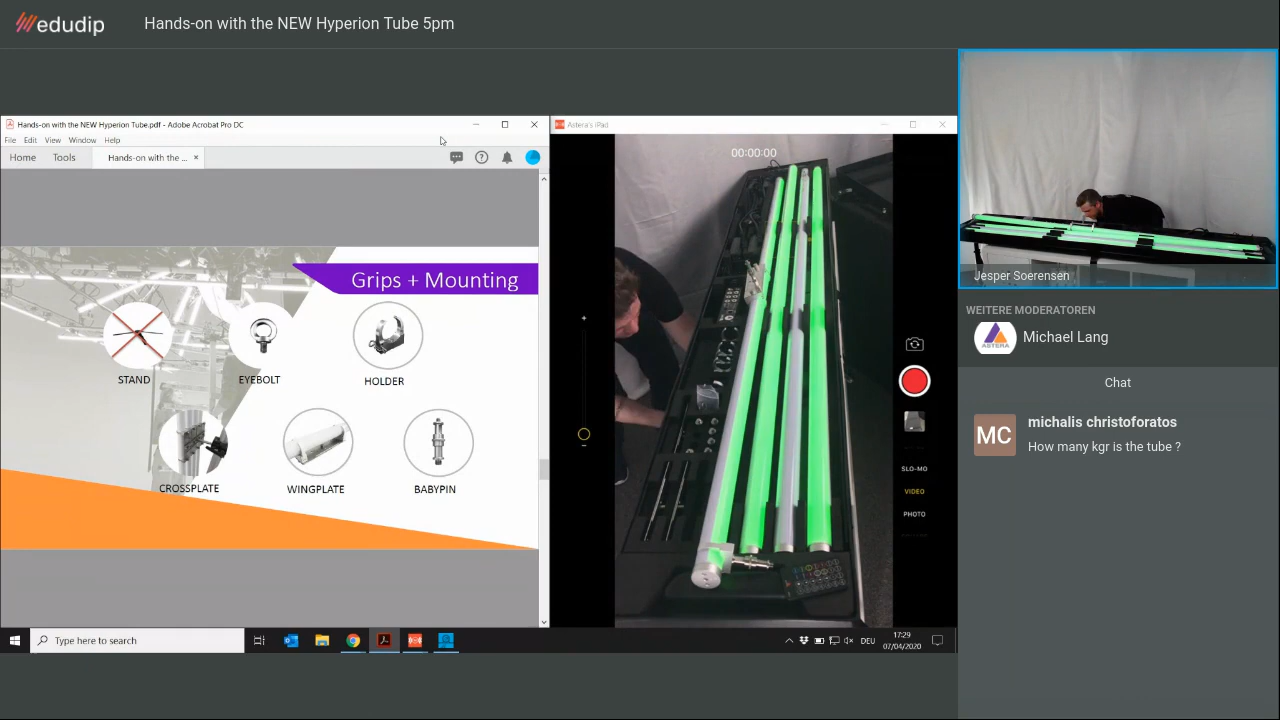 edudip
Hands-on with the NEW Hyperion Tube 5pm
Hands-on with the NEW Hyperion Tube.pdf - Adobe Acrobat Pro DC
File Edit View Window Help
Home Tools Hands-on with the ... ×
Grips + Mounting
STAND
EYEBOLT
HOLDER
CROSSPLATE
WINGPLATE
BABYPIN
Astera's iPad
00:00:00
SLO-MO
VIDEO
PHOTO
Type here to search
DEU
17:29
07/04/2020
Jesper Soerensen
WEITERE MODERATOREN
ASTERA
Michael Lang
Chat
MC
michalis christoforatos
How many kgr is the tube ?